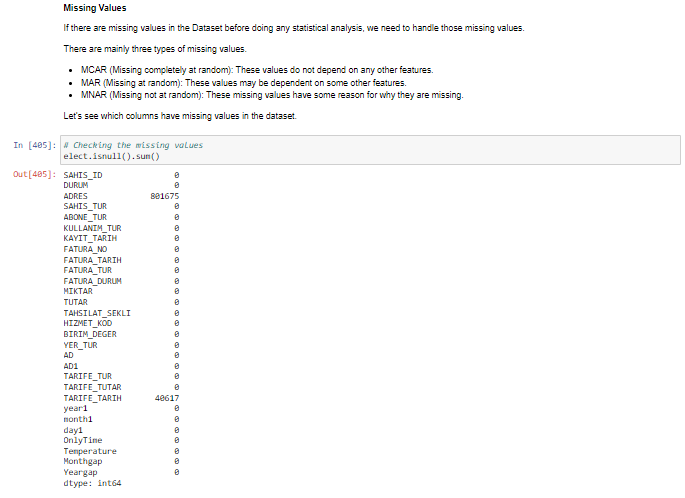 Missing Values
If there are missing values in the Dataset before doing any statistical analysis, we need to handle those missing values.
There are mainly three types of missing values.
• MCAR (Missing completely at random): These values do not depend on any other features.
• MAR (Missing at random): These values may be dependent on some other features.
• MNAR (Missing not at random): These missing values have some reason for why they are missing.
Let's see which columns have missing values in the dataset.
In [405]: # Checking the missing values
elect.isnull().sum()
Out[405]: SAHIS_ID 0
DURUM 0
ADRES 801675
SAHIS_TUR 0
ABONE_TUR 0
KULLANIM_TUR 0
KAYIT_TARIH 0
FATURA_NO 0
FATURA_TARIH 0
FATURA_TUR 0
FATURA_DURUM 0
MIKTAR 0
TUTAR 0
TAHSILAT_SEKLI 0
HIZMET_KOD 0
BIRIM_DEGER 0
YER_TUR 0
AD 0
AD1 0
TARIFE_TUR 0
TARIFE_TUTAR 0
TARIFE_TARIH 40617
year1 0
month1 0
day1 0
OnlyTime 0
Temperature 0
Monthgap 0
Yeargap 0
dtype: int64